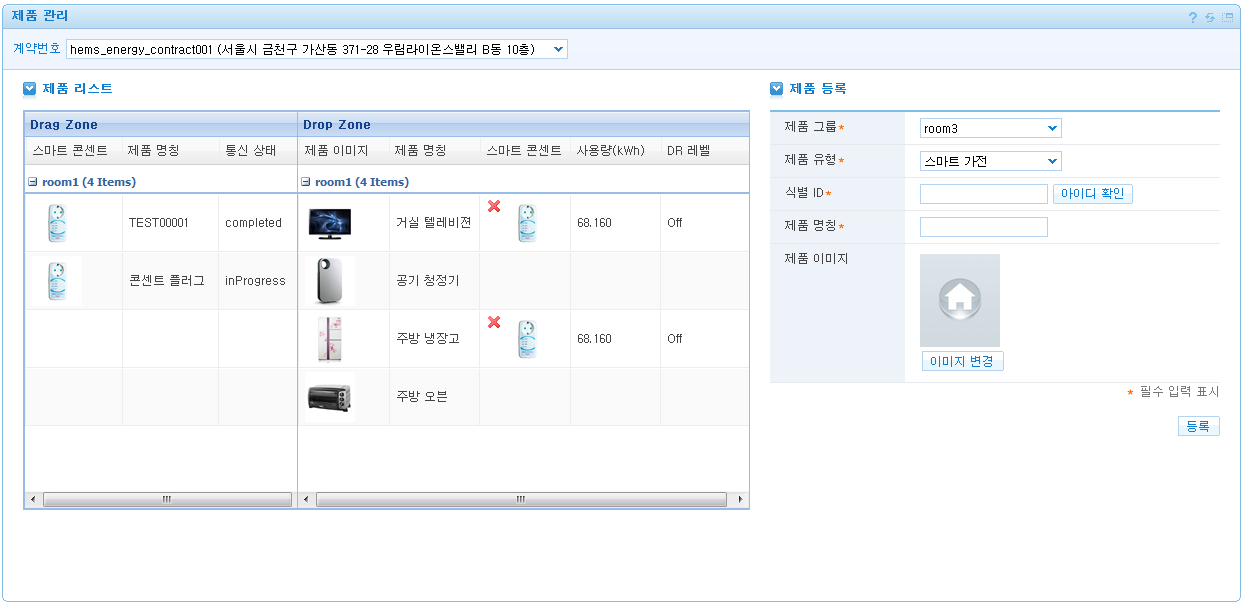 제품 관리
계약번호 hems_energy_contract001 (서울시 금천구 가산동 371-28 우림라이온스밸리 B동 10층)
제품 리스트
Drag Zone Drop Zone
스마트 콘센트 제품 명칭 통신 상태 제품 이미지 제품 명칭 스마트 콘센트 사용량(kWh) DR 레벨
room1 (4 Items) room1 (4 Items)
TEST00001 completed 거실 텔레비젼 68.160 Off
콘센트 플러그 inProgress 공기 청정기
주방 냉장고 68.160 Off
주방 오븐
제품 등록
제품 그룹* room3
제품 유형* 스마트 가전
식별 ID* 아이디 확인
제품 명칭*
제품 이미지
이미지 변경
* 필수 입력 표시
등록